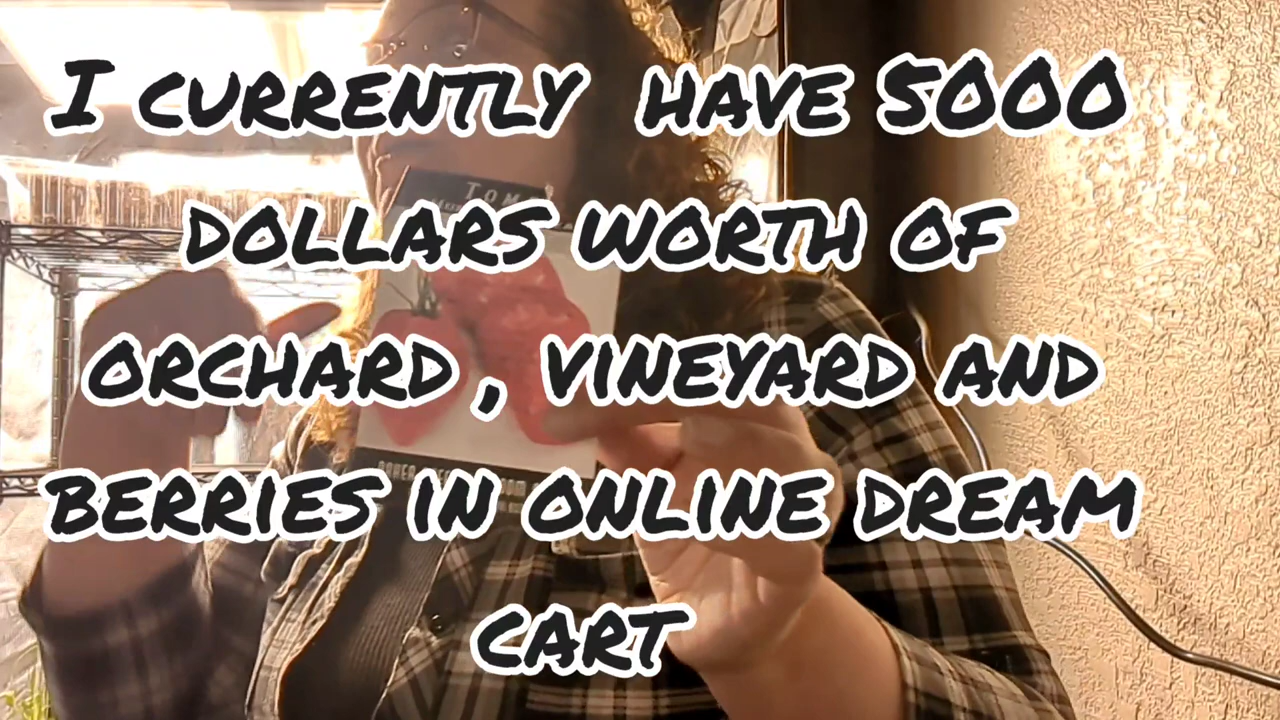 I CURRENTLY HAVE 5000
DOLLARS WORTH OF
ORCHARD, VINEYARD AND
BERRIES IN ONLINE DREAM
CART